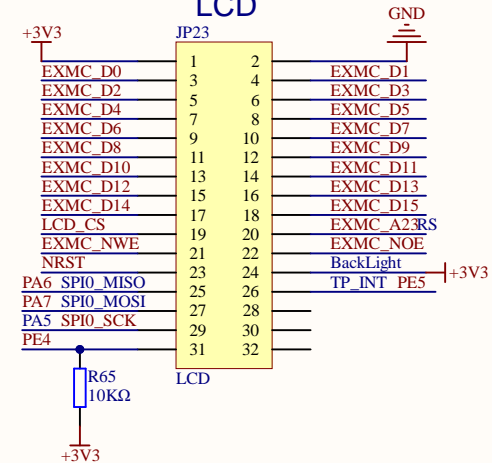 LCD
GND
+3V3
JP23
1 2
EXMC_D0 3 4 EXMC_D1
EXMC_D2 5 6 EXMC_D3
EXMC_D4 7 8 EXMC_D5
EXMC_D6 9 10 EXMC_D7
EXMC_D8 11 12 EXMC_D9
EXMC_D10 13 14 EXMC_D11
EXMC_D12 15 16 EXMC_D13
EXMC_D14 17 18 EXMC_D15
LCD_CS 19 20 EXMC_A23RS
EXMC_NWE 21 22 EXMC_NOE
NRST 23 24 BackLight +3V3
PA6 SPI0_MISO 25 26 TP_INT PE5
PA7 SPI0_MOSI 27 28
PA5 SPI0_SCK 29 30
PE4 31 32
R65
10KΩ
LCD
+3V3